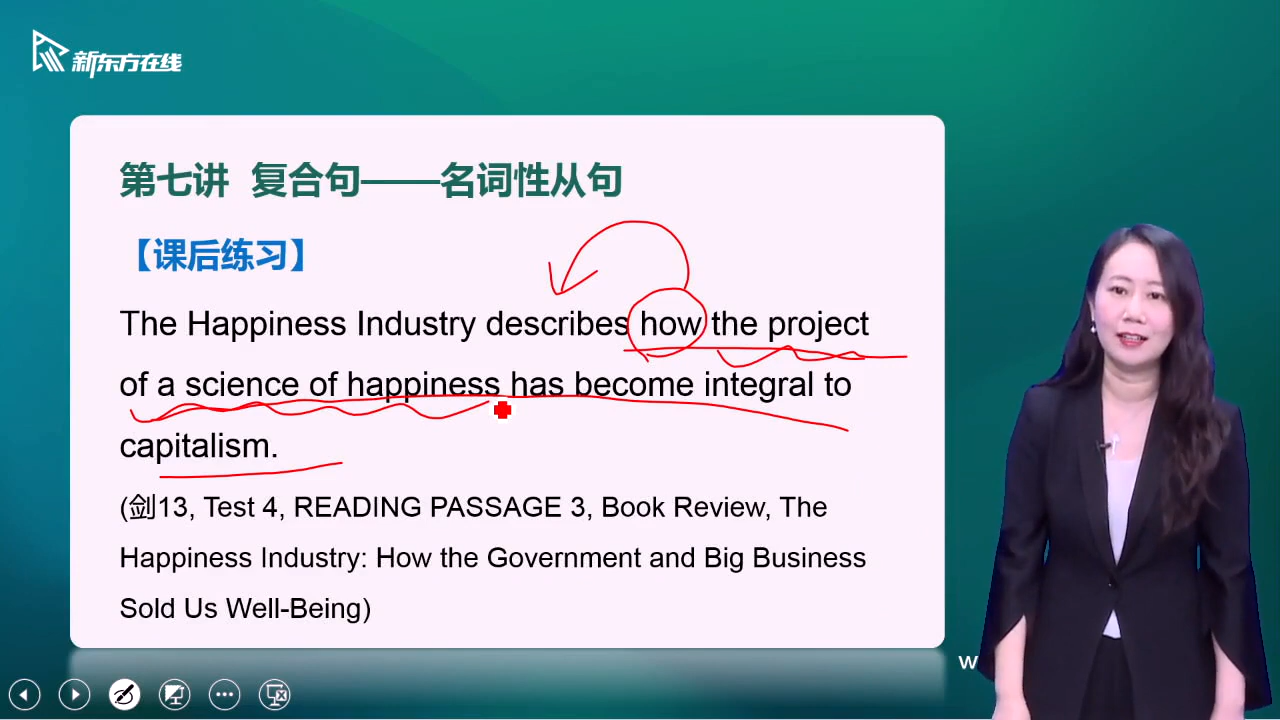 新东方在线
第七讲 复合句——名词性从句
【课后练习】
The Happiness Industry describes how the project
of a science of happiness has become integral to
capitalism.
(剑13, Test 4, READING PASSAGE 3, Book Review, The
Happiness Industry: How the Government and Big Business
Sold Us Well-Being)
w